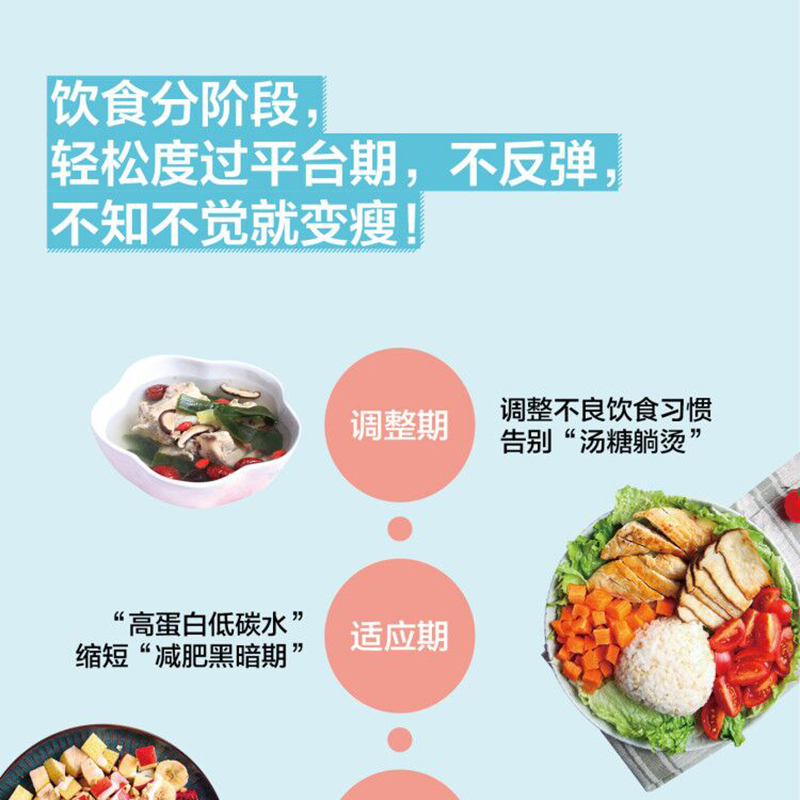 饮食分阶段，
轻松度过平台期，不反弹，
不知不觉就变瘦！
调整期
调整不良饮食习惯
告别“汤糖躺烫”
“高蛋白低碳水”
缩短“减肥黑暗期”
适应期